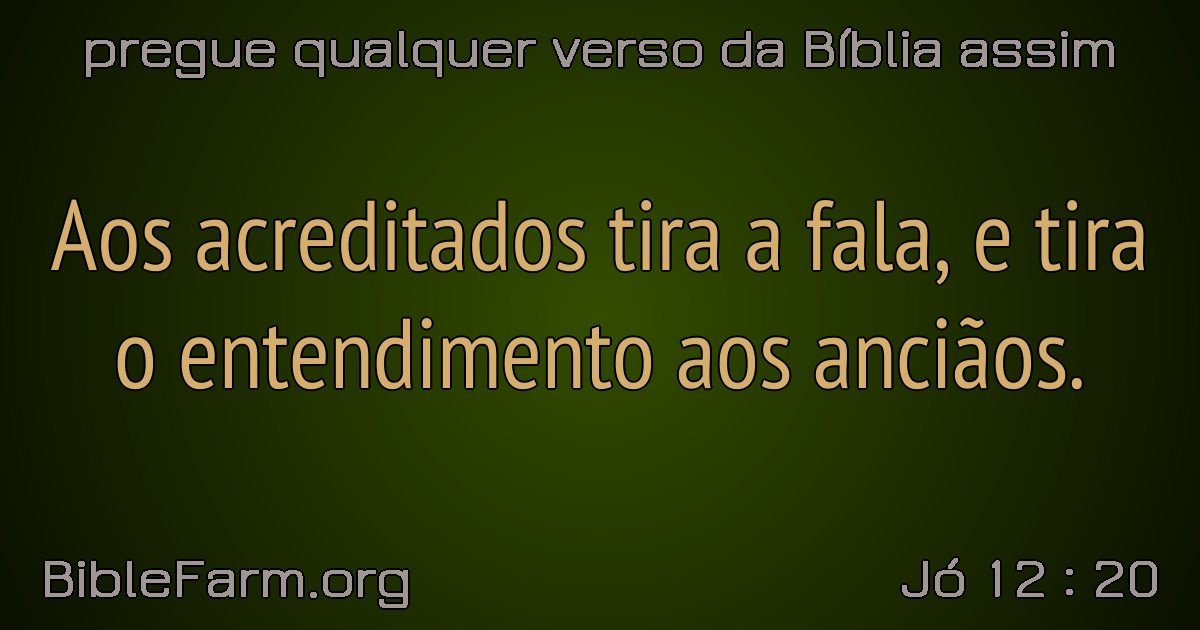 pregue qualquer verso da Bíblia assim
Aos acreditados tira a fala, e tira
o entendimento aos anciãos.
BibleFarm.org
Jó 12 : 20